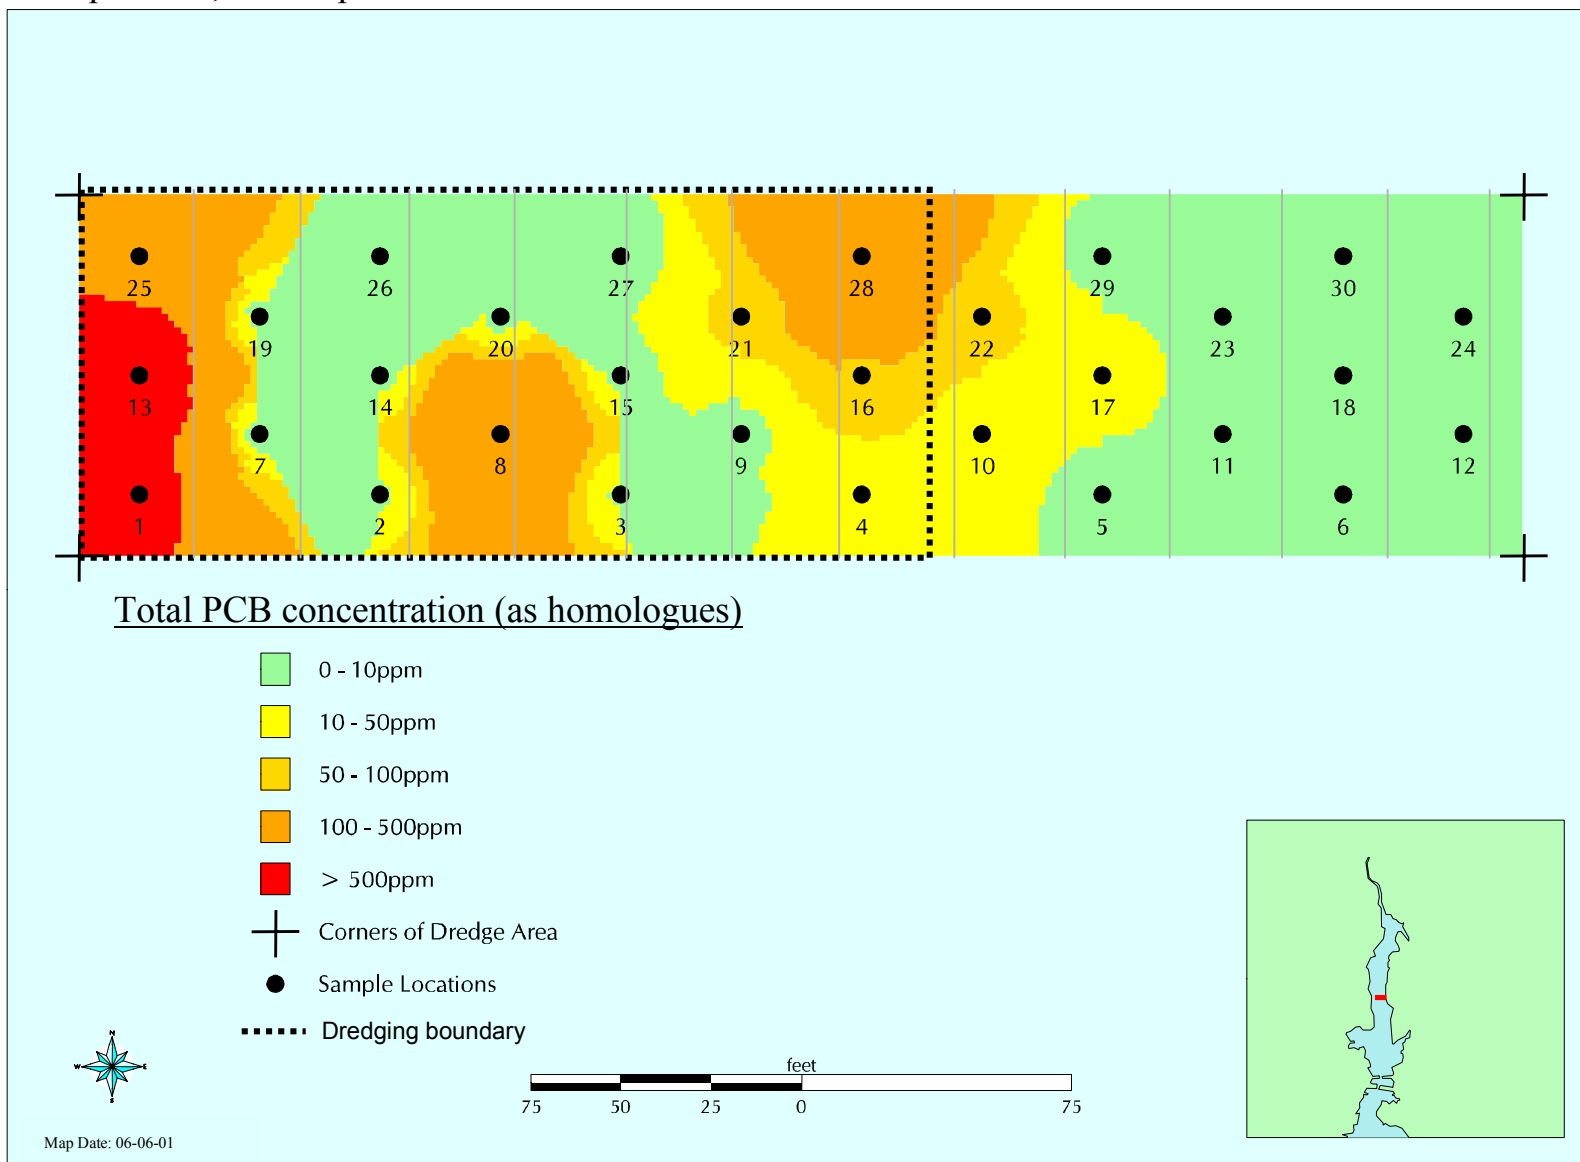 25 26 27 28 29 30
19 20 21 22 23 24
13 14 15 16 17 18
7 8 9 10 11 12
1 2 3 4 5 6
Total PCB concentration (as homologues)
0 - 10ppm
10 - 50ppm
50 - 100ppm
100 - 500ppm
> 500ppm
Corners of Dredge Area
Sample Locations
Dredging boundary
N
W E
S
feet
75 50 25 0 75
Map Date: 06-06-01